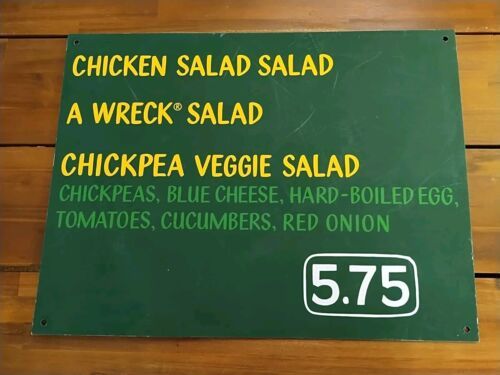 CHICKEN SALAD SALAD
A WRECK® SALAD
CHICKPEA VEGGIE SALAD
CHICKPEAS, BLUE CHEESE, HARD-BOILED EGG,
TOMATOES, CUCUMBERS, RED ONION
5.75